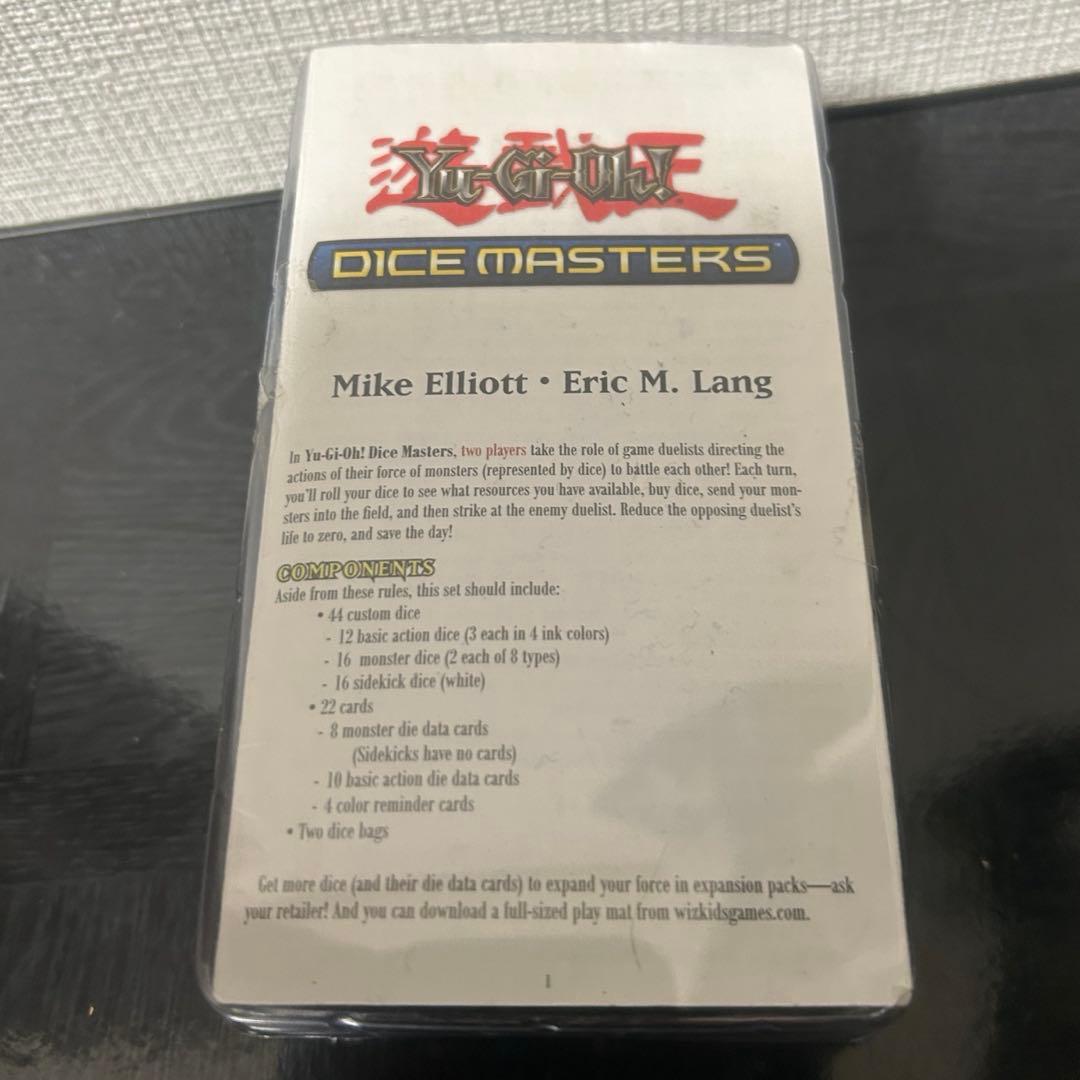 遊戯王
Yu-Gi-Oh!
DICE MASTERS™
Mike Elliott • Eric M. Lang
In Yu-Gi-Oh! Dice Masters, two players take the role of game duelists directing the
actions of their force of monsters (represented by dice) to battle each other! Each turn,
you'll roll your dice to see what resources you have available, buy dice, send your mon-
sters into the field, and then strike at the enemy duelist. Reduce the opposing duelist's
life to zero, and save the day!
COMPONENTS
Aside from these rules, this set should include:
• 44 custom dice
- 12 basic action dice (3 each in 4 ink colors)
- 16 monster dice (2 each of 8 types)
- 16 sidekick dice (white)
• 22 cards
- 8 monster die data cards
(Sidekicks have no cards)
- 10 basic action die data cards
- 4 color reminder cards
• Two dice bags
Get more dice (and their die data cards) to expand your force in expansion packs—ask
your retailer! And you can download a full-sized play mat from wizkidsgames.com.
1